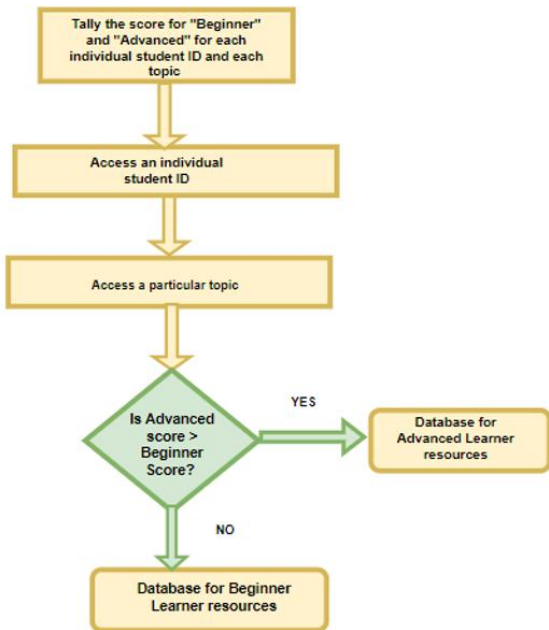 Tally the score for "Beginner"
and "Advanced" for each
individual student ID and each
topic
Access an individual
student ID
Access a particular topic
Is Advanced
score >
Beginner
Score?
YES
Database for
Advanced Learner
resources
NO
Database for Beginner
Learner resources